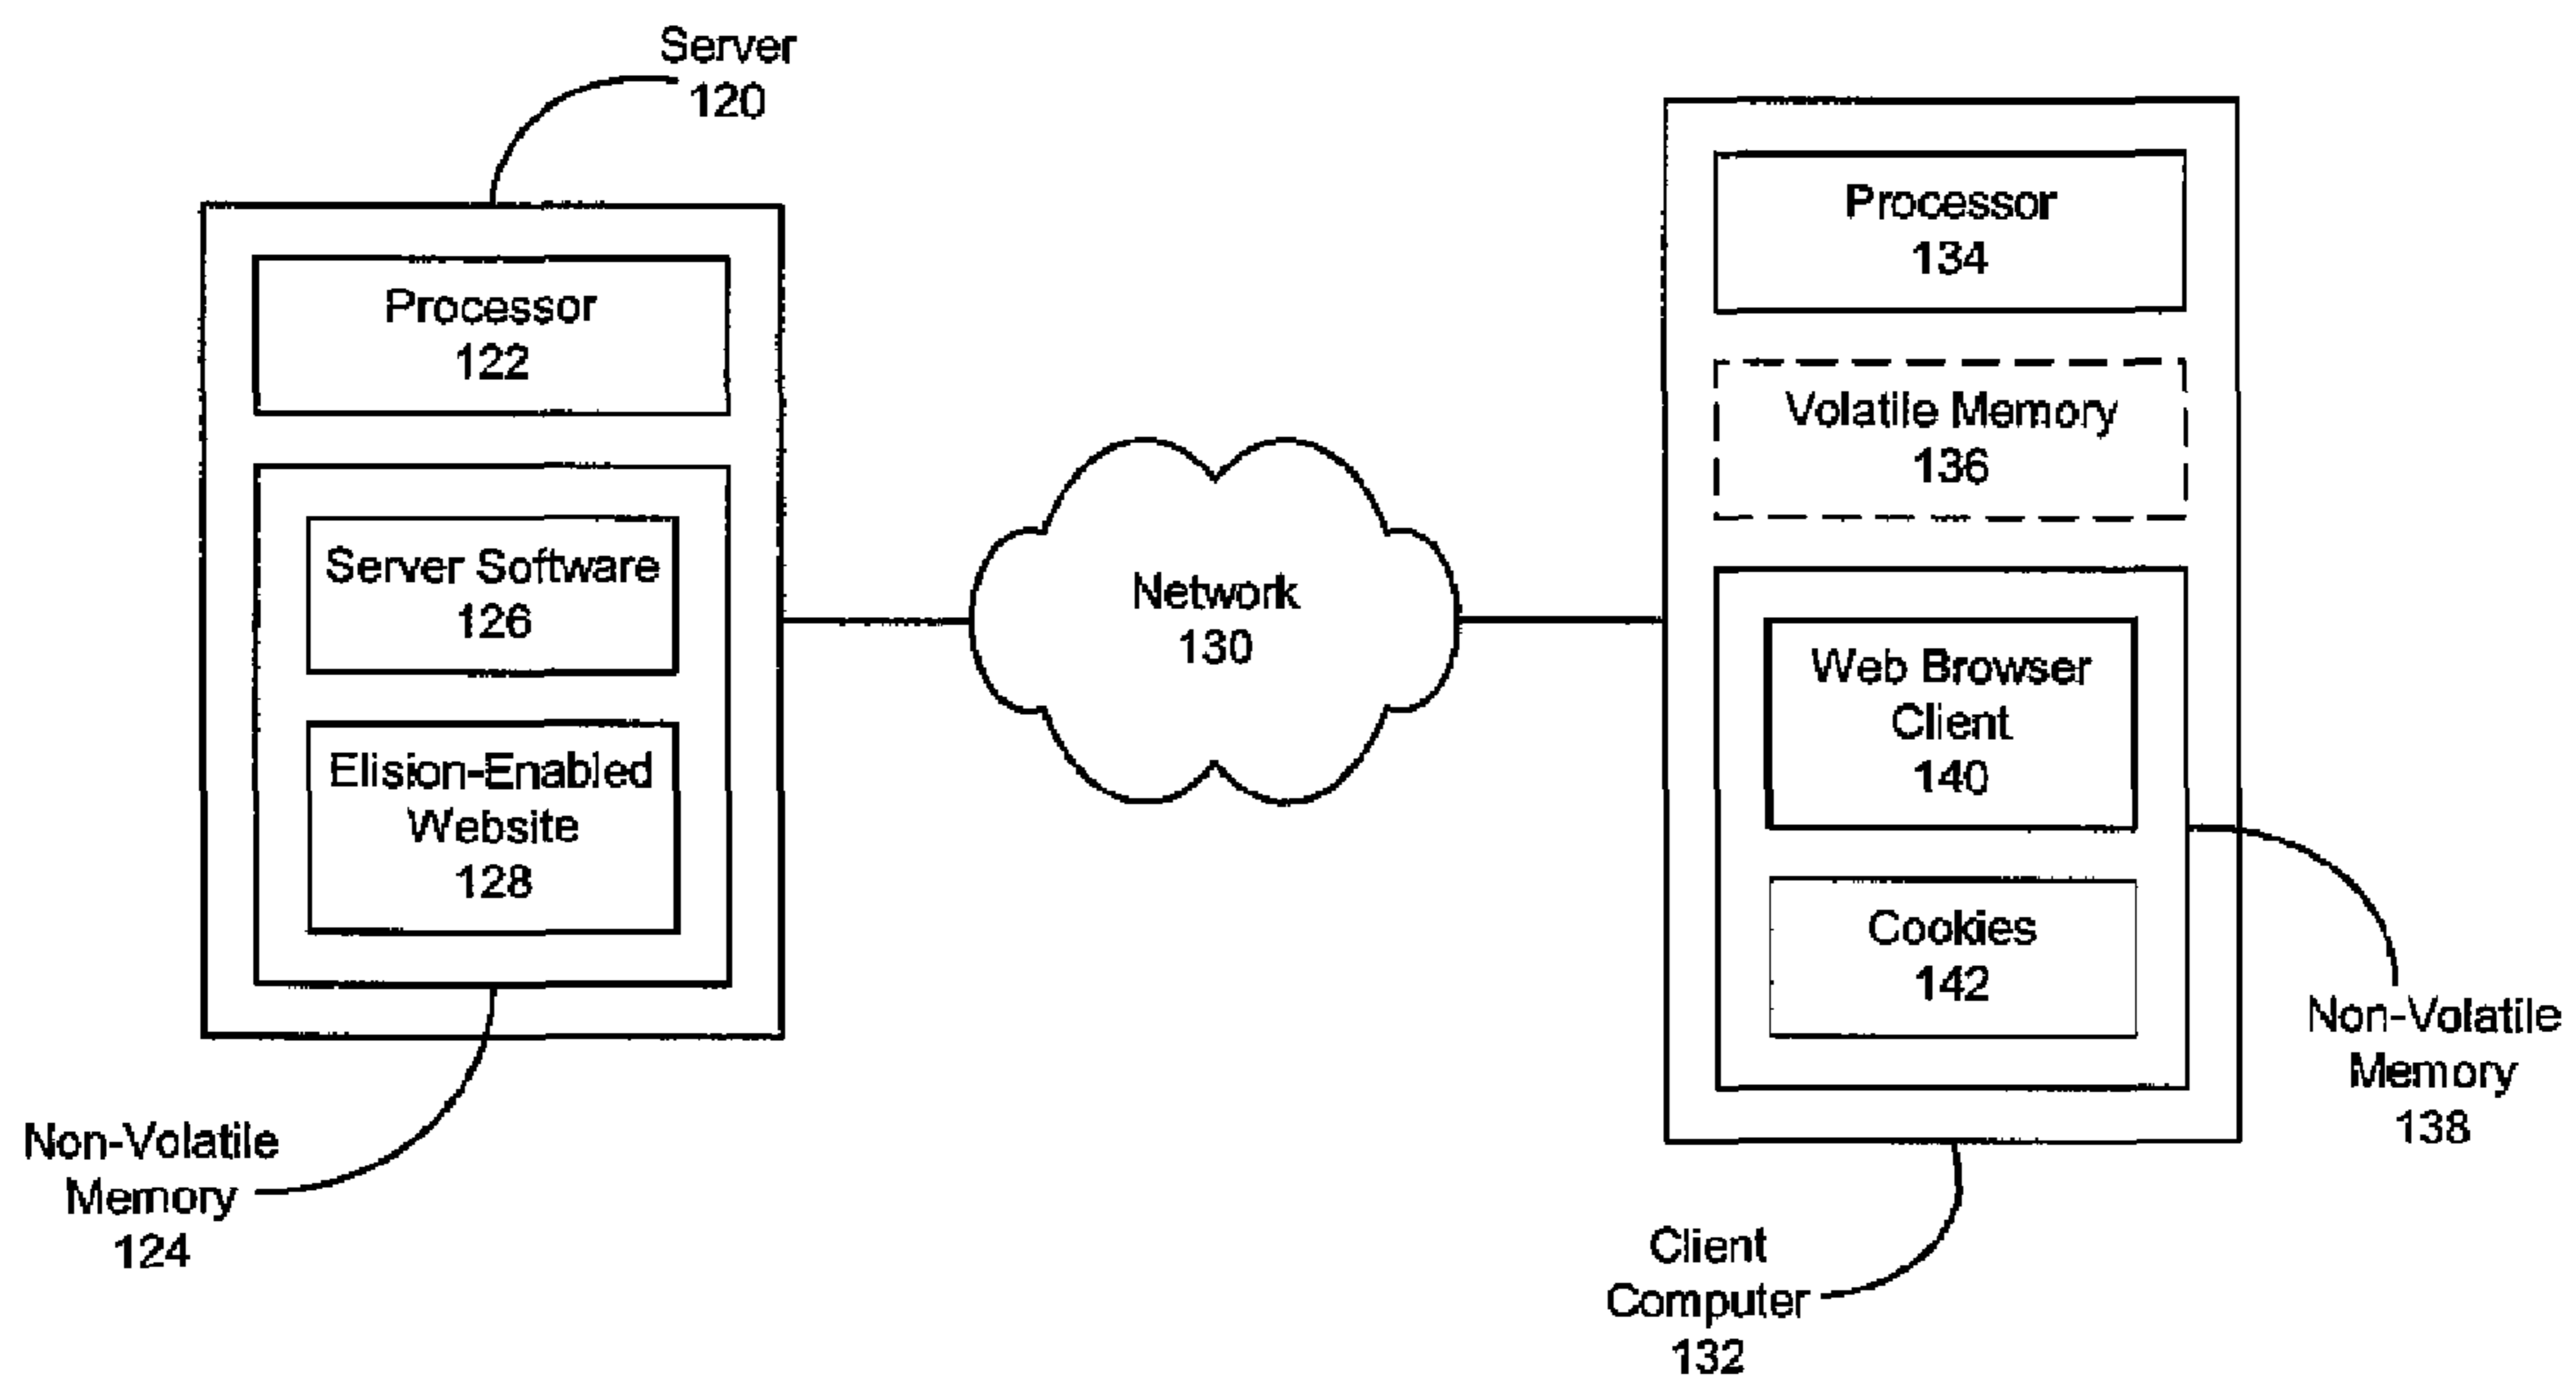 Server
120
Processor
122
Server Software
126
Elision-Enabled
Website
128
Non-Volatile
Memory
124
Network
130
Processor
134
Volatile Memory
136
Web Browser
Client
140
Cookies
142
Non-Volatile
Memory
138
Client
Computer
132